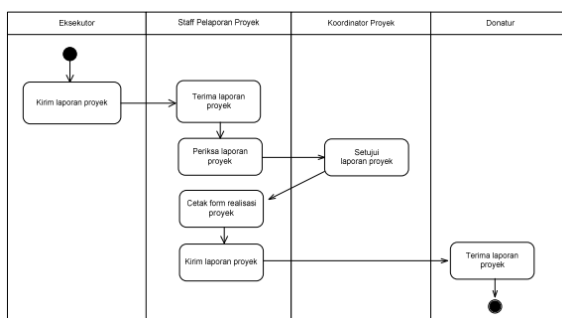 Eksekutor
Staff Pelaporan Proyek
Koordinator Proyek
Donatur
Kirim laporan proyek
Terima laporan
proyek
Periksa laporan
proyek
Setujui
laporan proyek
Cetak form realisasi
proyek
Kirim laporan proyek
Terima laporan
proyek